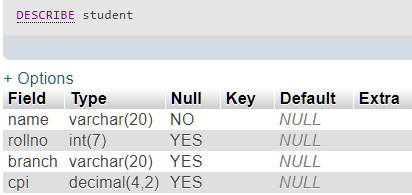 DESCRIBE student
+ Options
Field Type Null Key Default Extra
name varchar(20) NO NULL
rollno int(7) YES NULL
branch varchar(20) YES NULL
cpi decimal(4,2) YES NULL